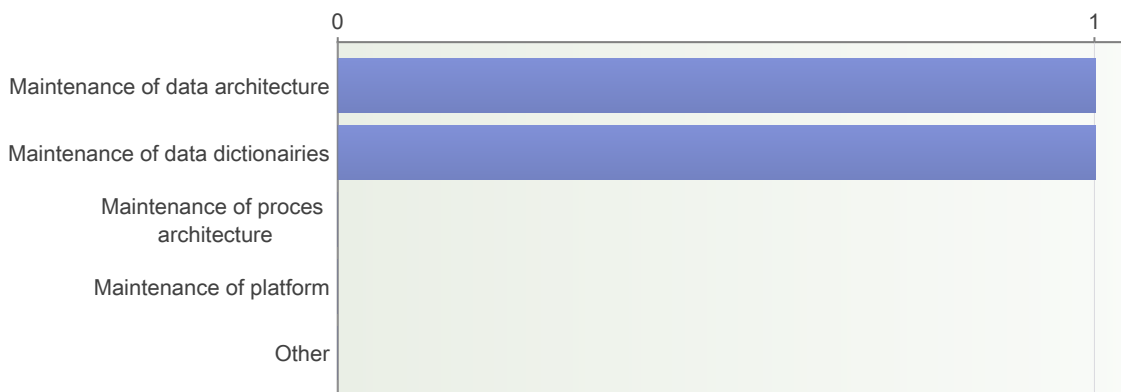 0 1
Maintenance of data architecture
Maintenance of data dictionairies
Maintenance of proces
architecture
Maintenance of platform
Other